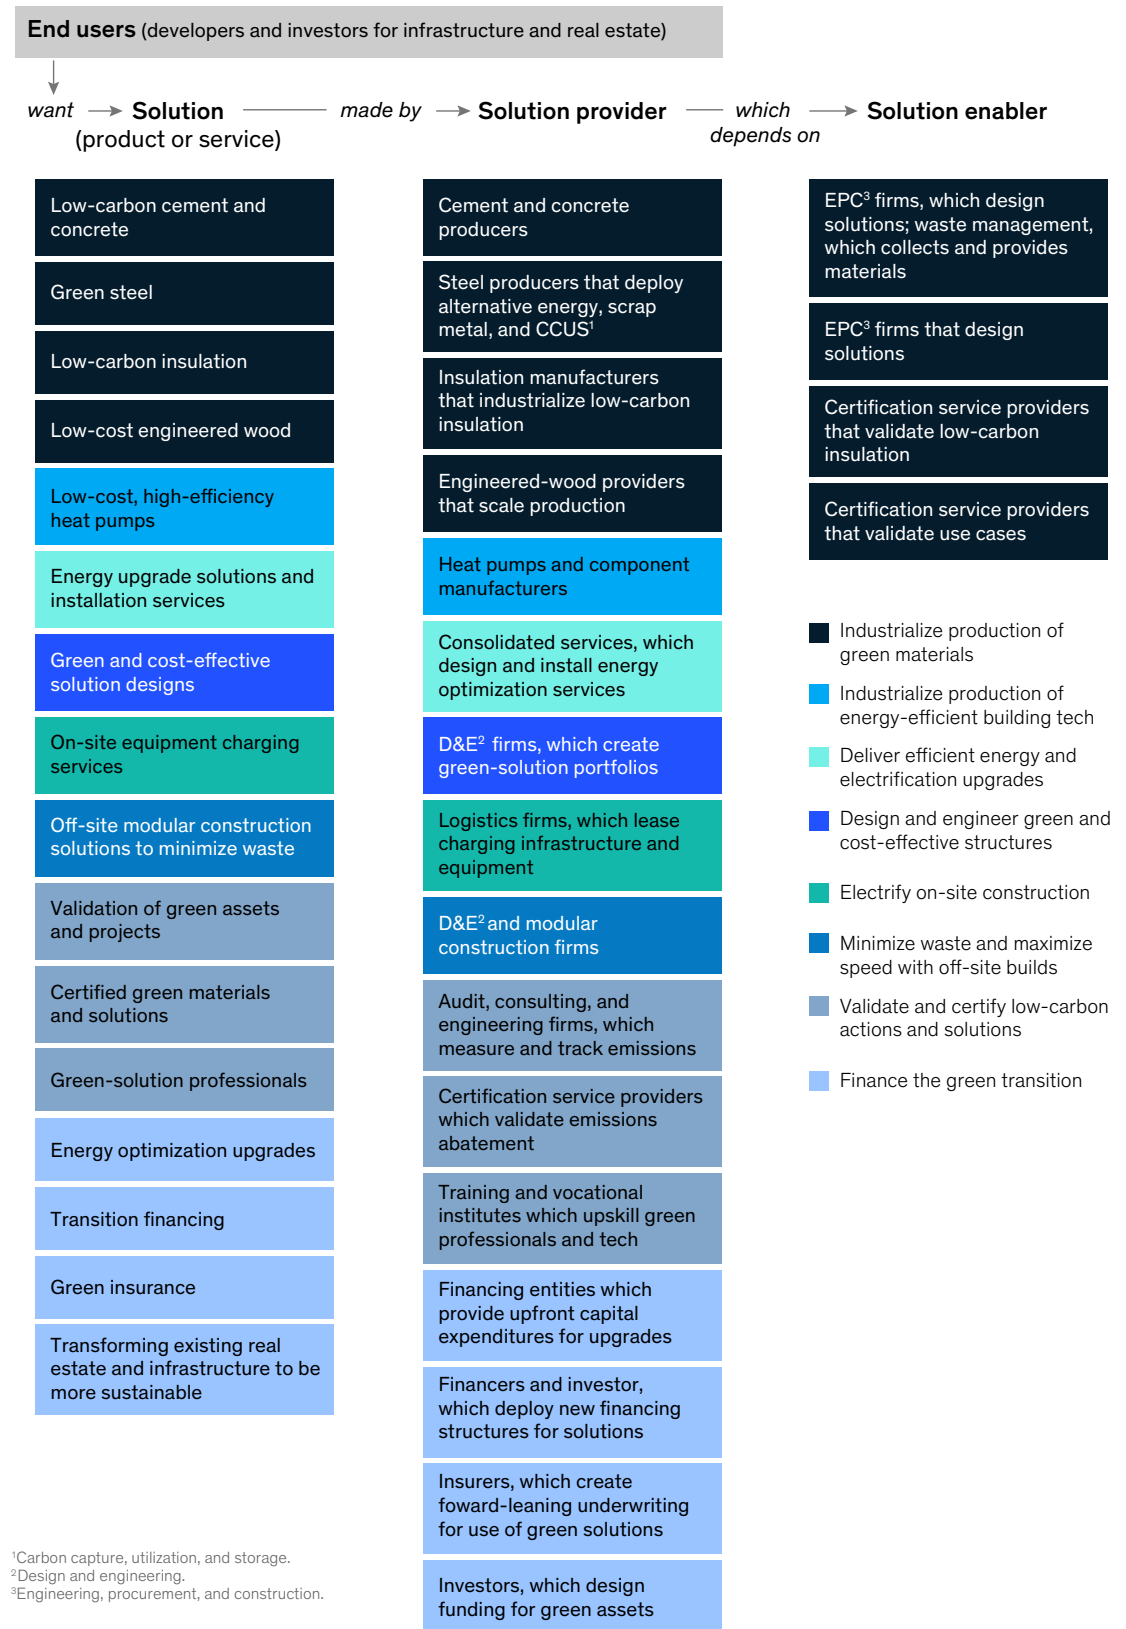 End users (developers and investors for infrastructure and real estate)
want
Solution
(product or service)
made by
Solution provider
which
depends on
Solution enabler
Low-carbon cement and
concrete
Green steel
Low-carbon insulation
Low-cost engineered wood
Low-cost, high-efficiency
heat pumps
Energy upgrade solutions and
installation services
Green and cost-effective
solution designs
On-site equipment charging
services
Off-site modular construction
solutions to minimize waste
Validation of green assets
and projects
Certified green materials
and solutions
Green-solution professionals
Energy optimization upgrades
Transition financing
Green insurance
Transforming existing real
estate and infrastructure to be
more sustainable
Cement and concrete
producers
Steel producers that deploy
alternative energy, scrap
metal, and CCUS¹
Insulation manufacturers
that industrialize low-carbon
insulation
Engineered-wood providers
that scale production
Heat pumps and component
manufacturers
Consolidated services, which
design and install energy
optimization services
D&E² firms, which create
green-solution portfolios
Logistics firms, which lease
charging infrastructure and
equipment
D&E² and modular
construction firms
Audit, consulting, and
engineering firms, which
measure and track emissions
Certification service providers
which validate emissions
abatement
Training and vocational
institutes which upskill green
professionals and tech
Financing entities which
provide upfront capital
expenditures for upgrades
Financers and investor,
which deploy new financing
structures for solutions
Insurers, which create
foward-leaning underwriting
for use of green solutions
Investors, which design
funding for green assets
EPC³ firms, which design
solutions; waste management,
which collects and provides
materials
EPC³ firms that design
solutions
Certification service providers
that validate low-carbon
insulation
Certification service providers
that validate use cases
Industrialize production of
green materials
Industrialize production of
energy-efficient building tech
Deliver efficient energy and
electrification upgrades
Design and engineer green and
cost-effective structures
Electrify on-site construction
Minimize waste and maximize
speed with off-site builds
Validate and certify low-carbon
actions and solutions
Finance the green transition
¹Carbon capture, utilization, and storage.
²Design and engineering.
³Engineering, procurement, and construction.